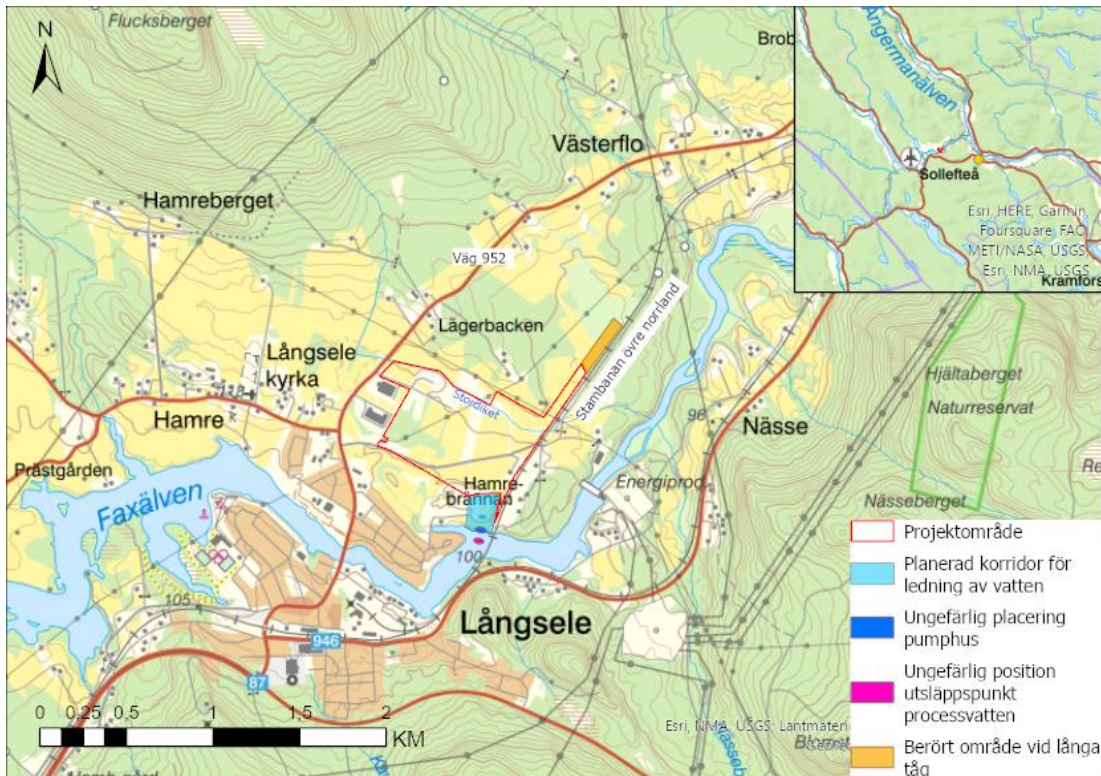 Flucksberget
N
Brob
Västerflo
Hamreberget
Väg 952
Lägerbacken
Stambanan övre norrland
Långsele
kyrka
Stordiket
Hamre
96
Nässe
Prästgården
Hamre-
brännan
Energiprod.
Faxälven
100
105
Långsele
946
87
0 0,25 0,5 1 1,5 2
KM
Hjältaberget
Naturreservat
Nässeberget
Esri, NMA, USGS, Lantmäteri
Ångermanälven
Sollefteå
Esri, HERE, Garmin,
Foursquare, FAO,
METI/NASA, USGS,
Esri, NMA, USGS
Kramfors
Projektområde
Planerad korridor för
ledning av vatten
Ungefärlig placering
pumphus
Ungefärlig position
utsläppspunkt
processvatten
Berört område vid långa
tåg